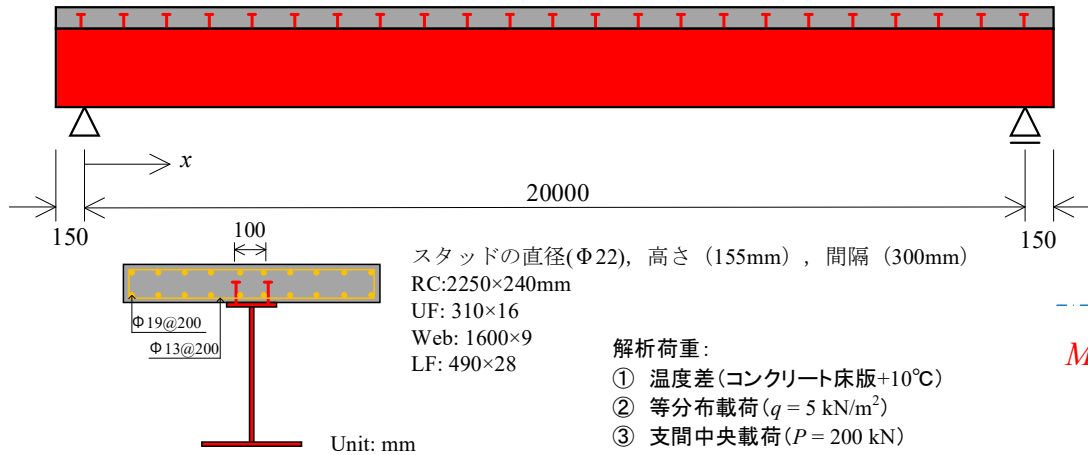 x
20000
150
150
100
スタッドの直径(Φ22)，高さ（155mm）, 間隔（300mm）
RC:2250×240mm
UF: 310×16
Web: 1600×9
LF: 490×28
Φ19@200
Φ13@200
Unit: mm
解析荷重：
① 温度差(コンクリート床版+10℃)
② 等分布載荷(q = 5 kN/m²)
③ 支間中央載荷(P = 200 kN)
M